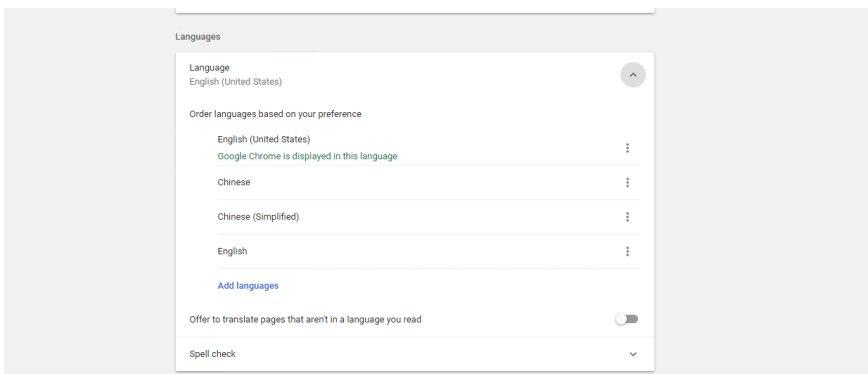 Languages
Language
English (United States)
Order languages based on your preference
English (United States)
Google Chrome is displayed in this language
Chinese
Chinese (Simplified)
English
Add languages
Offer to translate pages that aren't in a language you read
Spell check